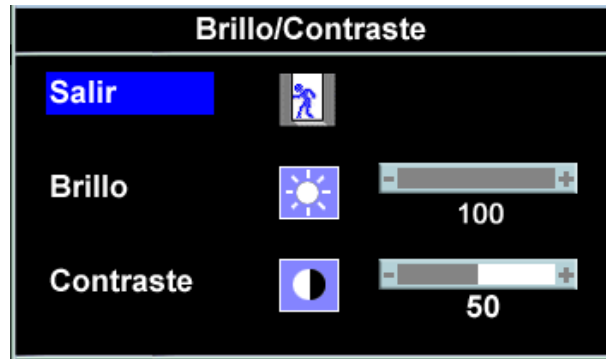 Brillo/Contraste
Salir
Brillo
- +
100
Contraste
- +
50